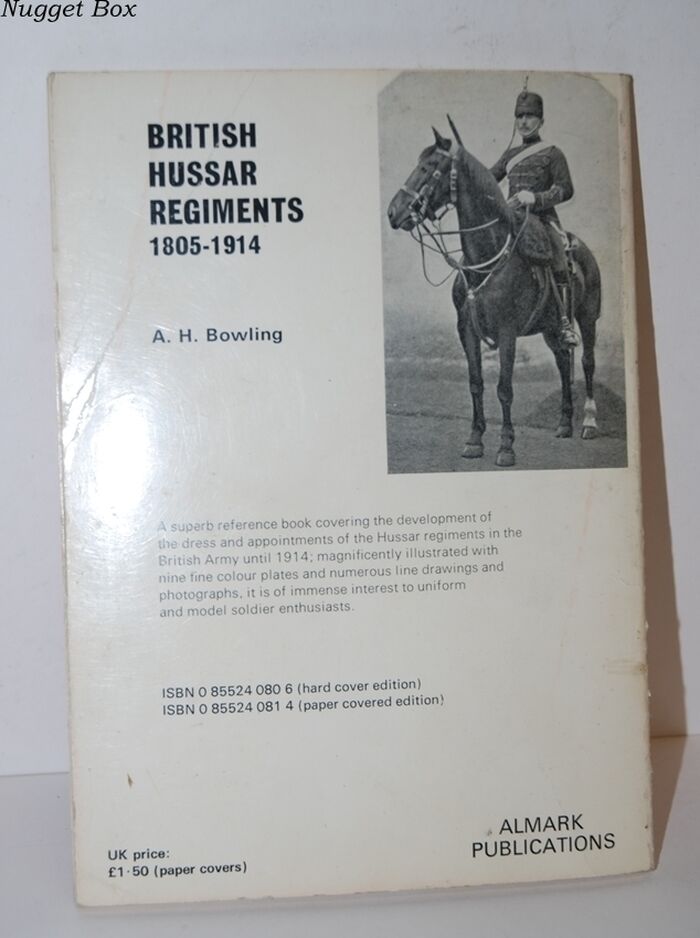 Nugget Box
BRITISH
HUSSAR
REGIMENTS
1805-1914
A. H. Bowling
A superb reference book covering the development of
the dress and appointments of the Hussar regiments in the
British Army until 1914; magnificently illustrated with
nine fine colour plates and numerous line drawings and
photographs, it is of immense interest to uniform
and model soldier enthusiasts.
ISBN 0 85524 080 6 (hard cover edition)
ISBN 0 85524 081 4 (paper covered edition)
UK price:
£1·50 (paper covers)
ALMARK
PUBLICATIONS